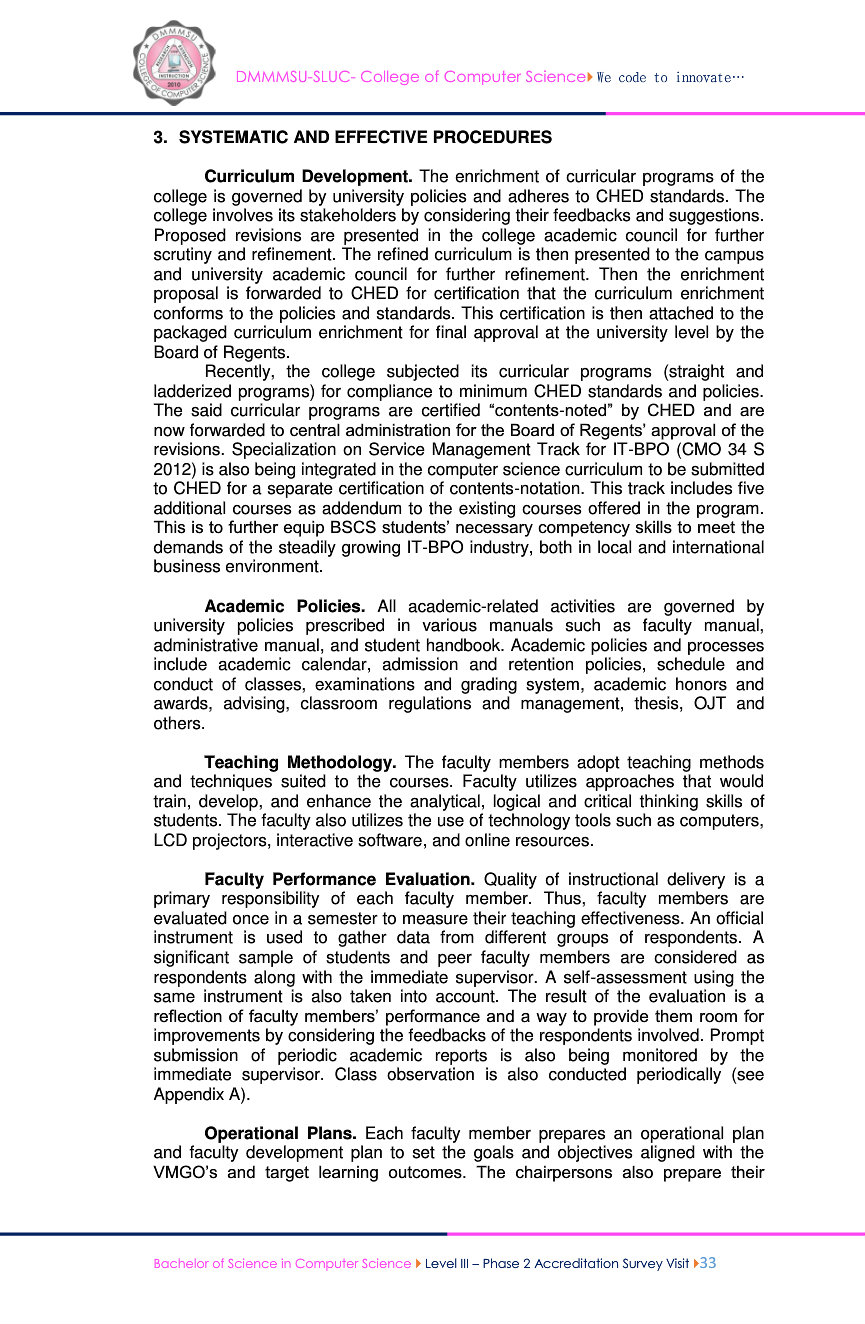 DMMMSU
RESEARCH
EXTENSION
INSTRUCTION
2010
COLLEGE OF COMPUTER SCIENCE
DMMMSU-SLUC- College of Computer Science We code to innovate…
3. SYSTEMATIC AND EFFECTIVE PROCEDURES
Curriculum Development. The enrichment of curricular programs of the
college is governed by university policies and adheres to CHED standards. The
college involves its stakeholders by considering their feedbacks and suggestions.
Proposed revisions are presented in the college academic council for further
scrutiny and refinement. The refined curriculum is then presented to the campus
and university academic council for further refinement. Then the enrichment
proposal is forwarded to CHED for certification that the curriculum enrichment
conforms to the policies and standards. This certification is then attached to the
packaged curriculum enrichment for final approval at the university level by the
Board of Regents.
Recently, the college subjected its curricular programs (straight and
ladderized programs) for compliance to minimum CHED standards and policies.
The said curricular programs are certified “contents-noted” by CHED and are
now forwarded to central administration for the Board of Regents’ approval of the
revisions. Specialization on Service Management Track for IT-BPO (CMO 34 S
2012) is also being integrated in the computer science curriculum to be submitted
to CHED for a separate certification of contents-notation. This track includes five
additional courses as addendum to the existing courses offered in the program.
This is to further equip BSCS students’ necessary competency skills to meet the
demands of the steadily growing IT-BPO industry, both in local and international
business environment.
Academic Policies. All academic-related activities are governed by
university policies prescribed in various manuals such as faculty manual,
administrative manual, and student handbook. Academic policies and processes
include academic calendar, admission and retention policies, schedule and
conduct of classes, examinations and grading system, academic honors and
awards, advising, classroom regulations and management, thesis, OJT and
others.
Teaching Methodology. The faculty members adopt teaching methods
and techniques suited to the courses. Faculty utilizes approaches that would
train, develop, and enhance the analytical, logical and critical thinking skills of
students. The faculty also utilizes the use of technology tools such as computers,
LCD projectors, interactive software, and online resources.
Faculty Performance Evaluation. Quality of instructional delivery is a
primary responsibility of each faculty member. Thus, faculty members are
evaluated once in a semester to measure their teaching effectiveness. An official
instrument is used to gather data from different groups of respondents. A
significant sample of students and peer faculty members are considered as
respondents along with the immediate supervisor. A self-assessment using the
same instrument is also taken into account. The result of the evaluation is a
reflection of faculty members’ performance and a way to provide them room for
improvements by considering the feedbacks of the respondents involved. Prompt
submission of periodic academic reports is also being monitored by the
immediate supervisor. Class observation is also conducted periodically (see
Appendix A).
Operational Plans. Each faculty member prepares an operational plan
and faculty development plan to set the goals and objectives aligned with the
VMGO’s and target learning outcomes. The chairpersons also prepare their
Bachelor of Science in Computer Science Level III – Phase 2 Accreditation Survey Visit 33